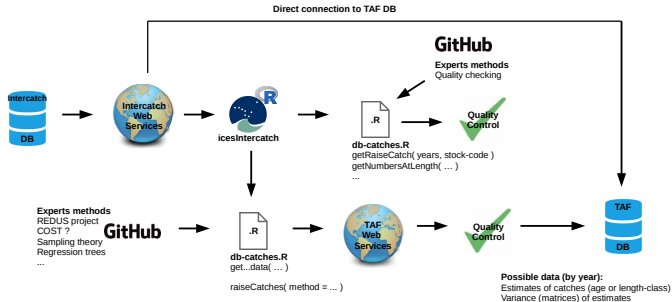 Direct connection to TAF DB
GitHub
Experts methods
Quality checking
Intercatch
DB
Intercatch
Web
Services
R
icesIntercatch
.R
db-catches.R
getRaiseCatch( years, stock-code )
getNumbersAtLength( ... )
...
Quality
Control
Experts methods
REDUS project
COST ?
Sampling theory
Regression trees
...
GitHub
.R
db-catches.R
get...data( ... )
raiseCatches( method = ... )
TAF
Web
Services
Quality
Control
TAF
DB
Possible data (by year):
Estimates of catches (age or length-class)
Variance (matrices) of estimates